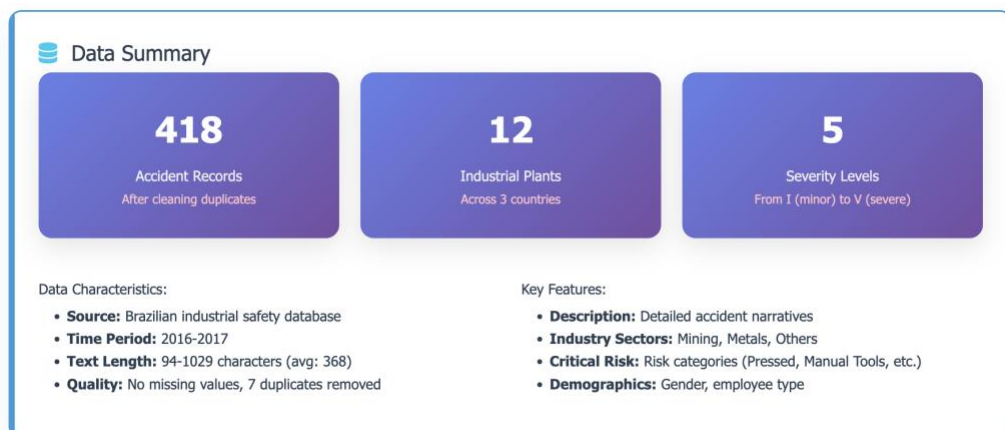 Data Summary
418
Accident Records
After cleaning duplicates
12
Industrial Plants
Across 3 countries
5
Severity Levels
From I (minor) to V (severe)
Data Characteristics:
• Source: Brazilian industrial safety database
• Time Period: 2016-2017
• Text Length: 94-1029 characters (avg: 368)
• Quality: No missing values, 7 duplicates removed
Key Features:
• Description: Detailed accident narratives
• Industry Sectors: Mining, Metals, Others
• Critical Risk: Risk categories (Pressed, Manual Tools, etc.)
• Demographics: Gender, employee type